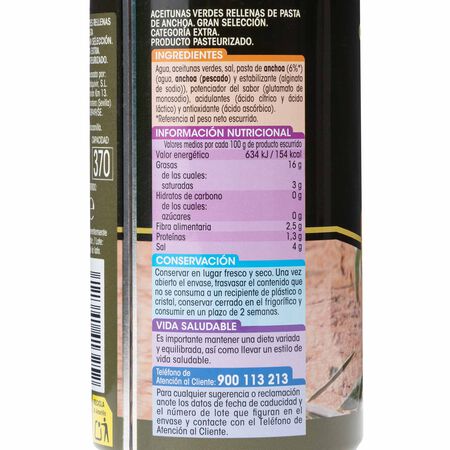 ACEITUNAS VERDES RELLENAS DE PASTA
DE ANCHOA. GRAN SELECCIÓN.
CATEGORÍA EXTRA.
PRODUCTO PASTEURIZADO.
INGREDIENTES
Agua, aceitunas verdes, sal, pasta de anchoa (6%*)
(agua, anchoa (pescado) y estabilizante (alginato
de sodio)), potenciador del sabor (glutamato de
monosodio), acidulantes (ácido cítrico y ácido
láctico) y antioxidante (ácido ascórbico).
*Referencia al peso neto escurrido.
INFORMACIÓN NUTRICIONAL
Valores medios por cada 100 g de producto escurrido
Valor energético 634 kJ / 154 kcal
Grasas 16 g
de las cuales:
saturadas 3 g
Hidratos de carbono 0 g
de los cuales:
azúcares 0 g
Fibra alimentaria 2,5 g
Proteínas 1,3 g
Sal 4 g
CONSERVACIÓN
Conservar en lugar fresco y seco. Una vez
abierto el envase, trasvasar el contenido que
no se consuma a un recipiente de plástico o
cristal, conservar cerrado en el frigorífico y
consumir en un plazo de 2 semanas.
VIDA SALUDABLE
Es importante mantener una dieta variada
y equilibrada, así como llevar un estilo de
vida saludable.
Teléfono de
Atención al Cliente: 900 113 213
Para cualquier sugerencia o reclamación
anote los datos de fecha de caducidad y
el número de lote que figuran en el
envase y contacte con el Teléfono de
Atención al Cliente.
RELLENAS
SELECCIÓN.
CAPACIDAD
370
e